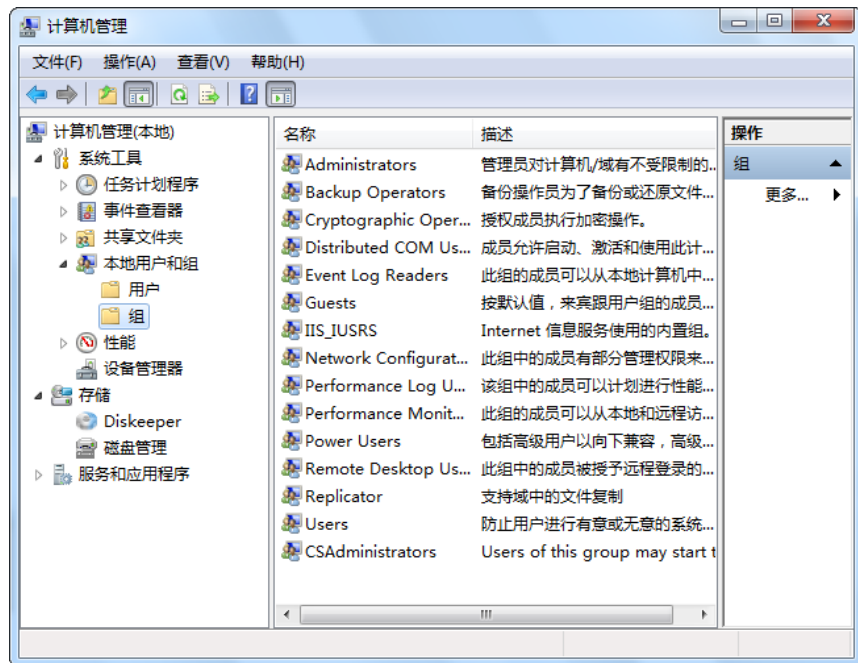 计算机管理
文件(F) 操作(A) 查看(V) 帮助(H)
计算机管理(本地)
系统工具
任务计划程序
事件查看器
共享文件夹
本地用户和组
用户
组
性能
设备管理器
存储
Diskeeper
磁盘管理
服务和应用程序
名称 描述
Administrators 管理员对计算机/域有不受限制的...
Backup Operators 备份操作员为了备份或还原文件...
Cryptographic Oper... 授权成员执行加密操作。
Distributed COM Us... 成员允许启动、激活和使用此计...
Event Log Readers 此组的成员可以从本地计算机中...
Guests 按默认值，来宾跟用户组的成员...
IIS_IUSRS Internet 信息服务使用的内置组。
Network Configurat... 此组中的成员有部分管理权限来...
Performance Log U... 该组中的成员可以计划进行性能...
Performance Monit... 此组的成员可以从本地和远程访...
Power Users 包括高级用户以向下兼容，高级...
Remote Desktop Us... 此组中的成员被授予远程登录的...
Replicator 支持域中的文件复制
Users 防止用户进行有意或无意的系统...
CSAdministrators Users of this group may start t
操作
组
更多...